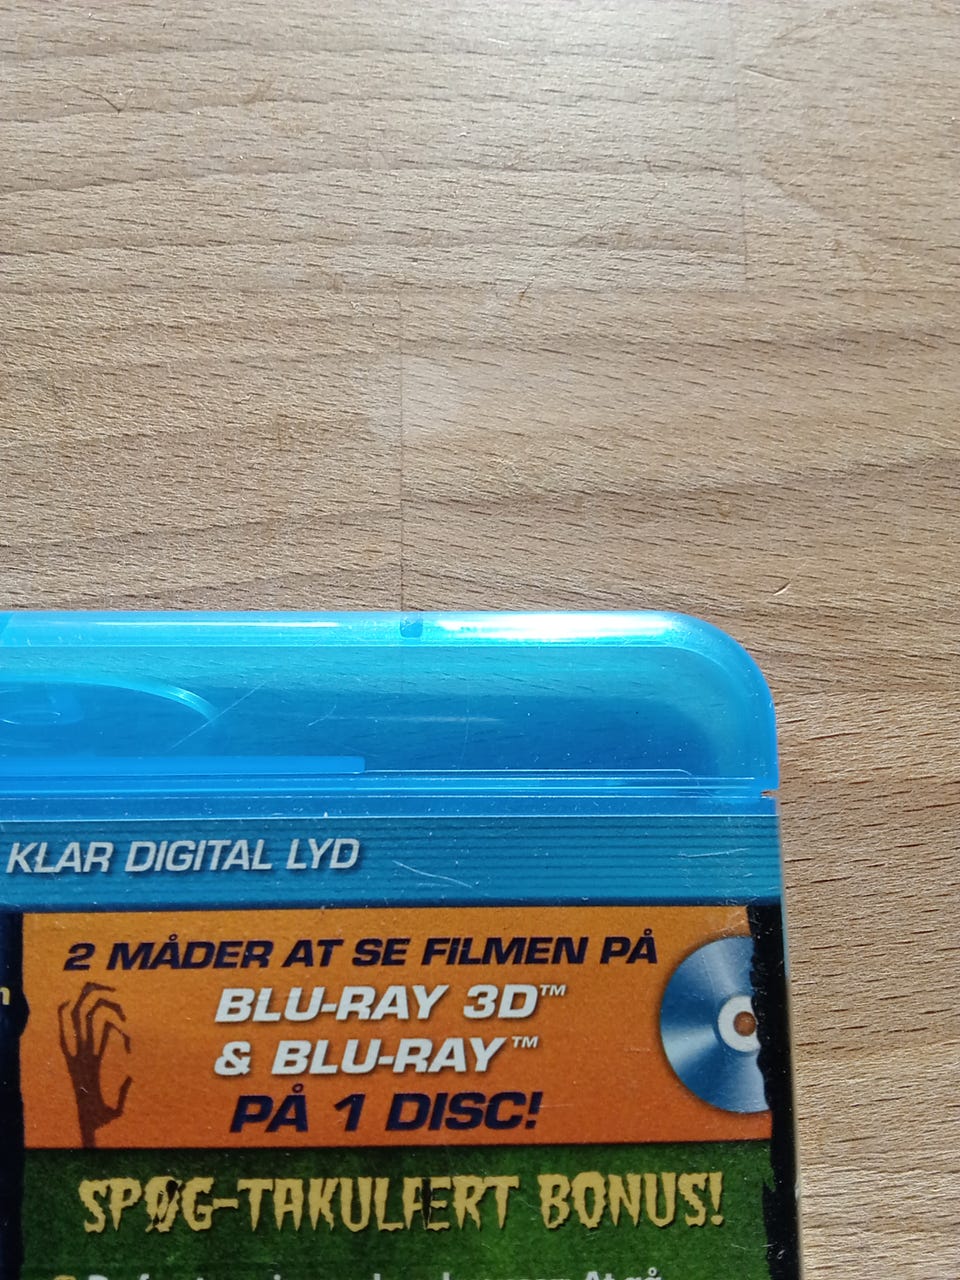 KLAR DIGITAL LYD
2 MÅDER AT SE FILMEN PÅ
BLU-RAY 3D™
& BLU-RAY™
PÅ 1 DISC!
SPØG-TAKULÆRT BONUS!